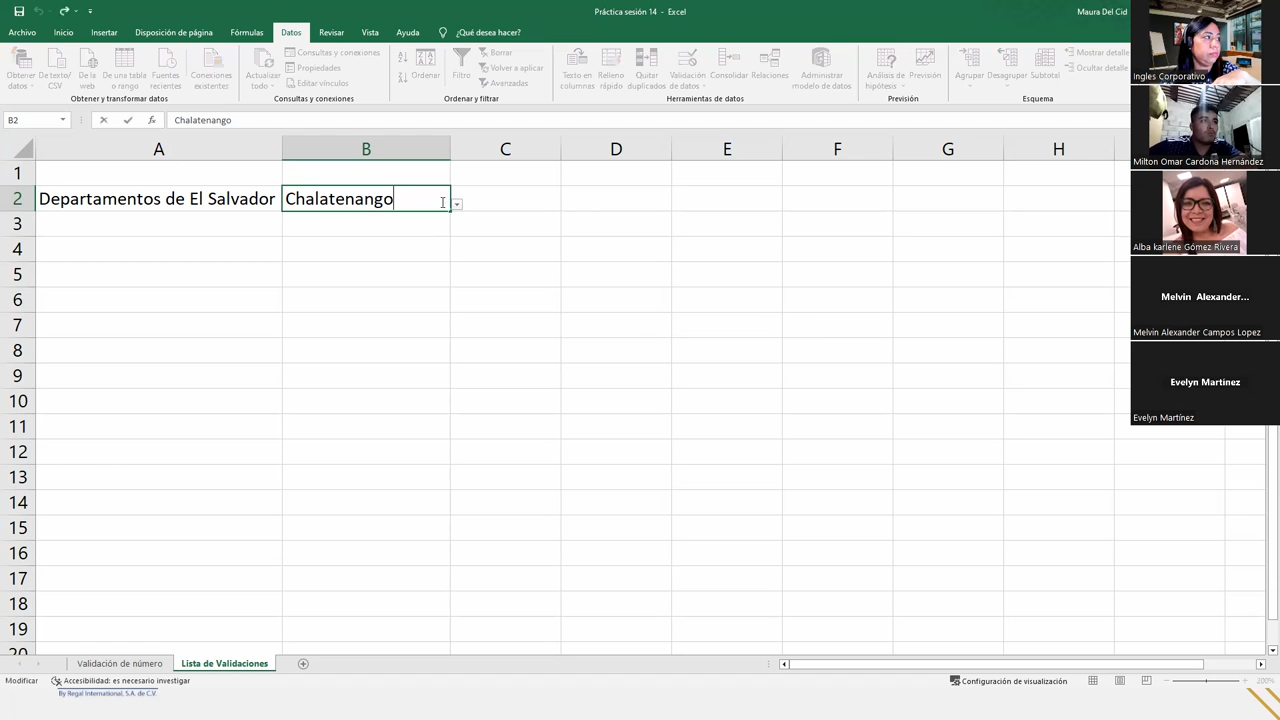 Práctica sesión 14 - Excel
Maura Del Cid
Archivo Inicio Insertar Disposición de página Fórmulas Datos Revisar Vista Ayuda ¿Qué desea hacer?
Obtener datos De texto/CSV De la web De una tabla o rango Fuentes recientes Conexiones existentes
Obtener y transformar datos
Actualizar todo Consultas y conexiones
Propiedades
Editar vínculos
Consultas y conexiones
Ordenar Filtro Borrar
Volver a aplicar
Avanzadas
Ordenar y filtrar
Texto en columnas Relleno rápido Quitar duplicados Validación de datos Consolidar Relaciones Administrar modelo de datos
Herramientas de datos
Análisis de hipótesis Previsión
Previsión
Agrupar Desagrupar Subtotal Mostrar detalle
Ocultar detalle
Esquema
B2 fx Chalatenango
A B C D E F G H
1
2 Departamentos de El Salvador Chalatenango
3
4
5
6
7
8
9
10
11
12
13
14
15
16
17
18
19
20
Ingles Corporativo
Milton Omar Cardona Hernández
Alba karlene Gómez Rivera
Melvin Alexander...
Melvin Alexander Campos Lopez
Evelyn Martinez
Evelyn Martínez
Validación de número Lista de Validaciones
Modificar Accesibilidad: es necesario investigar Configuración de visualización 200%
By Regal International, S.A. de C.V.